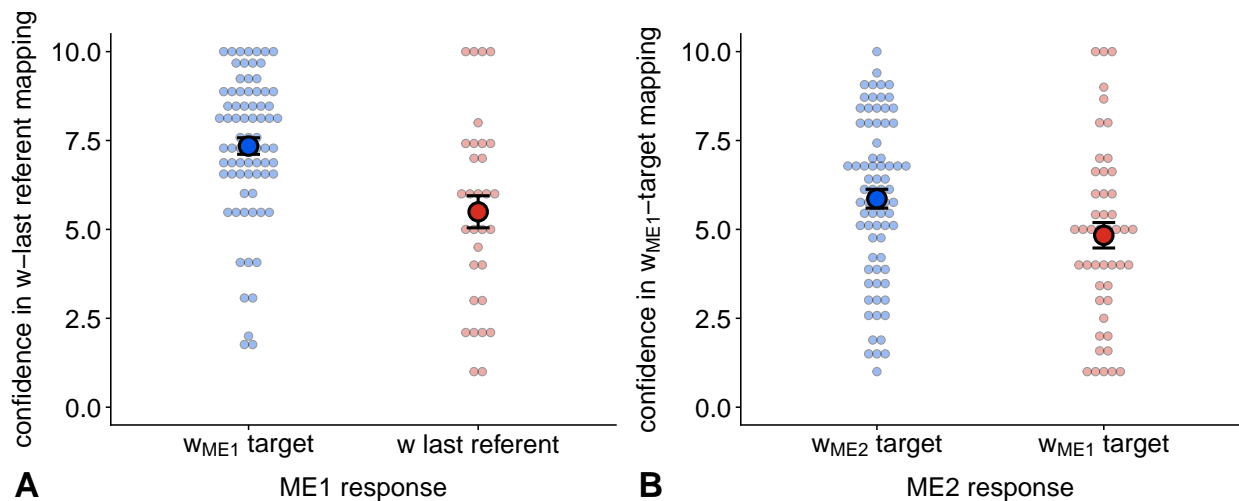 confidence in w−last referent mapping
10.0
7.5
5.0
2.5
0.0
wME1 target
w last referent
ME1 response
A
confidence in wME1−target mapping
10.0
7.5
5.0
2.5
0.0
wME2 target
wME1 target
ME2 response
B